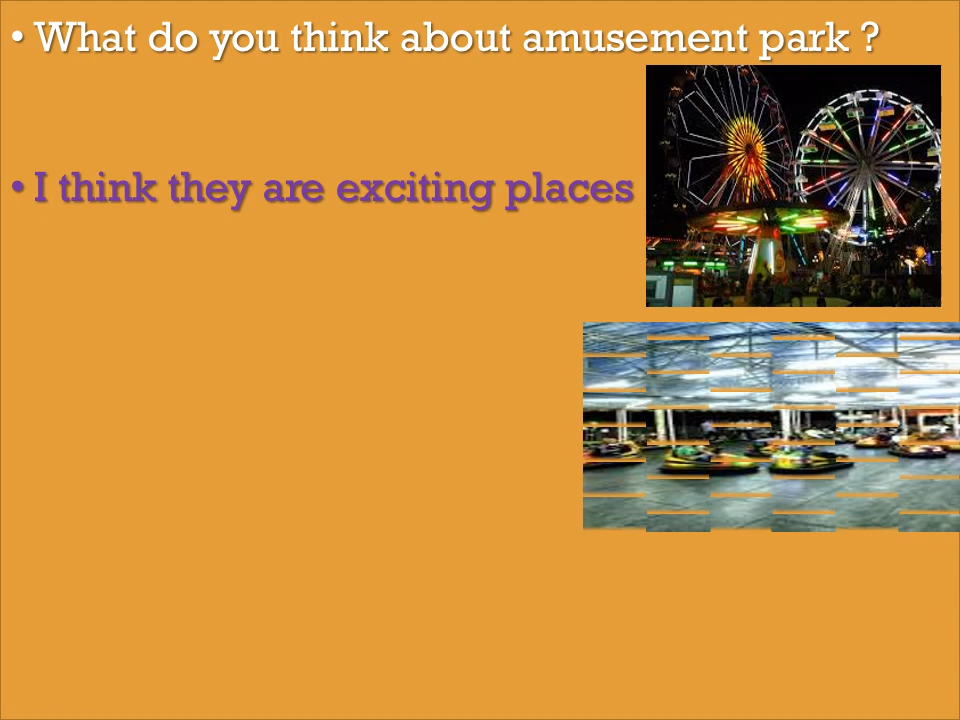 • What do you think about amusement park ?
• I think they are exciting places